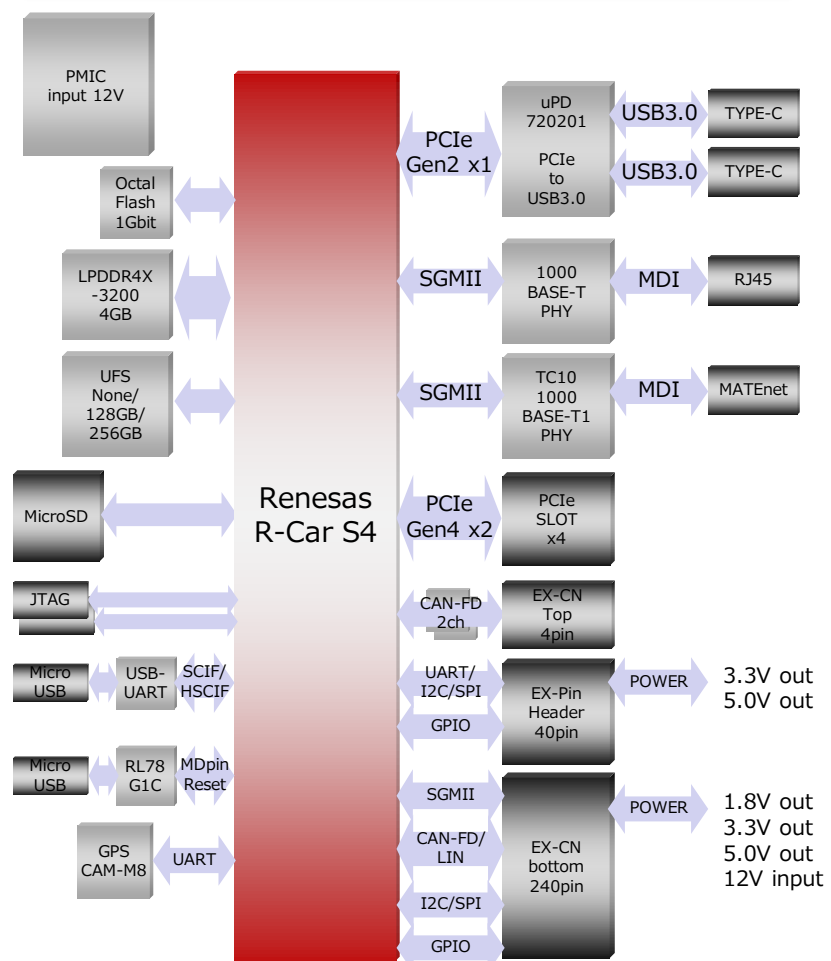 PMIC
input 12V
Octal
Flash
1Gbit
LPDDR4X
-3200
4GB
UFS
None/
128GB/
256GB
MicroSD
JTAG
Micro
USB
USB-
UART
SCIF/
HSCIF
Micro
USB
RL78
G1C
MDpin
Reset
GPS
CAM-M8
UART
Renesas
R-Car S4
PCIe
Gen2 x1
uPD
720201
PCIe
to
USB3.0
USB3.0
TYPE-C
USB3.0
TYPE-C
SGMII
1000
BASE-T
PHY
MDI
RJ45
SGMII
TC10
1000
BASE-T1
PHY
MDI
MATEnet
PCIe
Gen4 x2
PCIe
SLOT
x4
CAN-FD
2ch
EX-CN
Top
4pin
UART/
I2C/SPI
GPIO
EX-Pin
Header
40pin
POWER
3.3V out
5.0V out
SGMII
CAN-FD/
LIN
I2C/SPI
GPIO
EX-CN
bottom
240pin
POWER
1.8V out
3.3V out
5.0V out
12V input